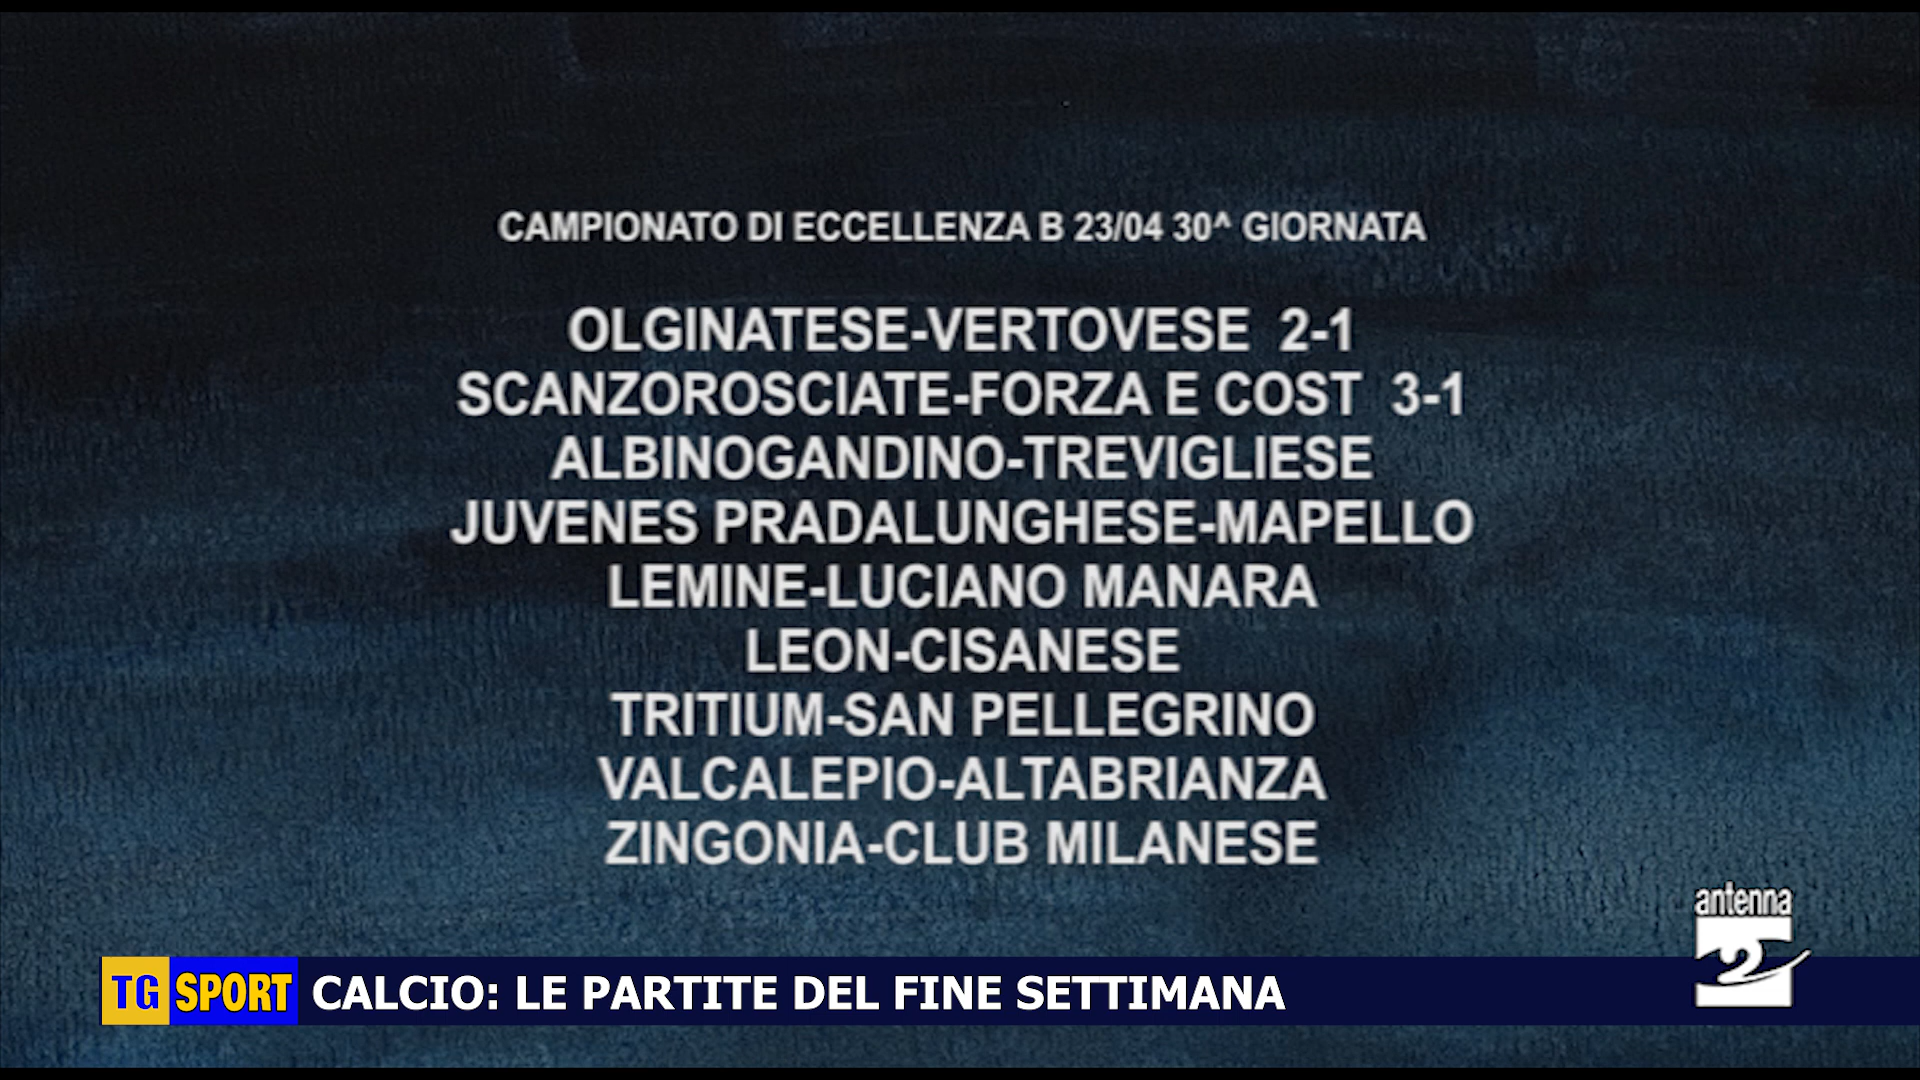 CAMPIONATO DI ECCELLENZA B 23/04 30^ GIORNATA
OLGINATESE-VERTOVESE 2-1
SCANZOROSCIATE-FORZA E COST 3-1
ALBINOGANDINO-TREVIGLIESE
JUVENES PRADALUNGHESE-MAPELLO
LEMINE-LUCIANO MANARA
LEON-CISANESE
TRITIUM-SAN PELLEGRINO
VALCALEPIO-ALTABRIANZA
ZINGONIA-CLUB MILANESE
antenna
2
TG SPORT CALCIO: LE PARTITE DEL FINE SETTIMANA